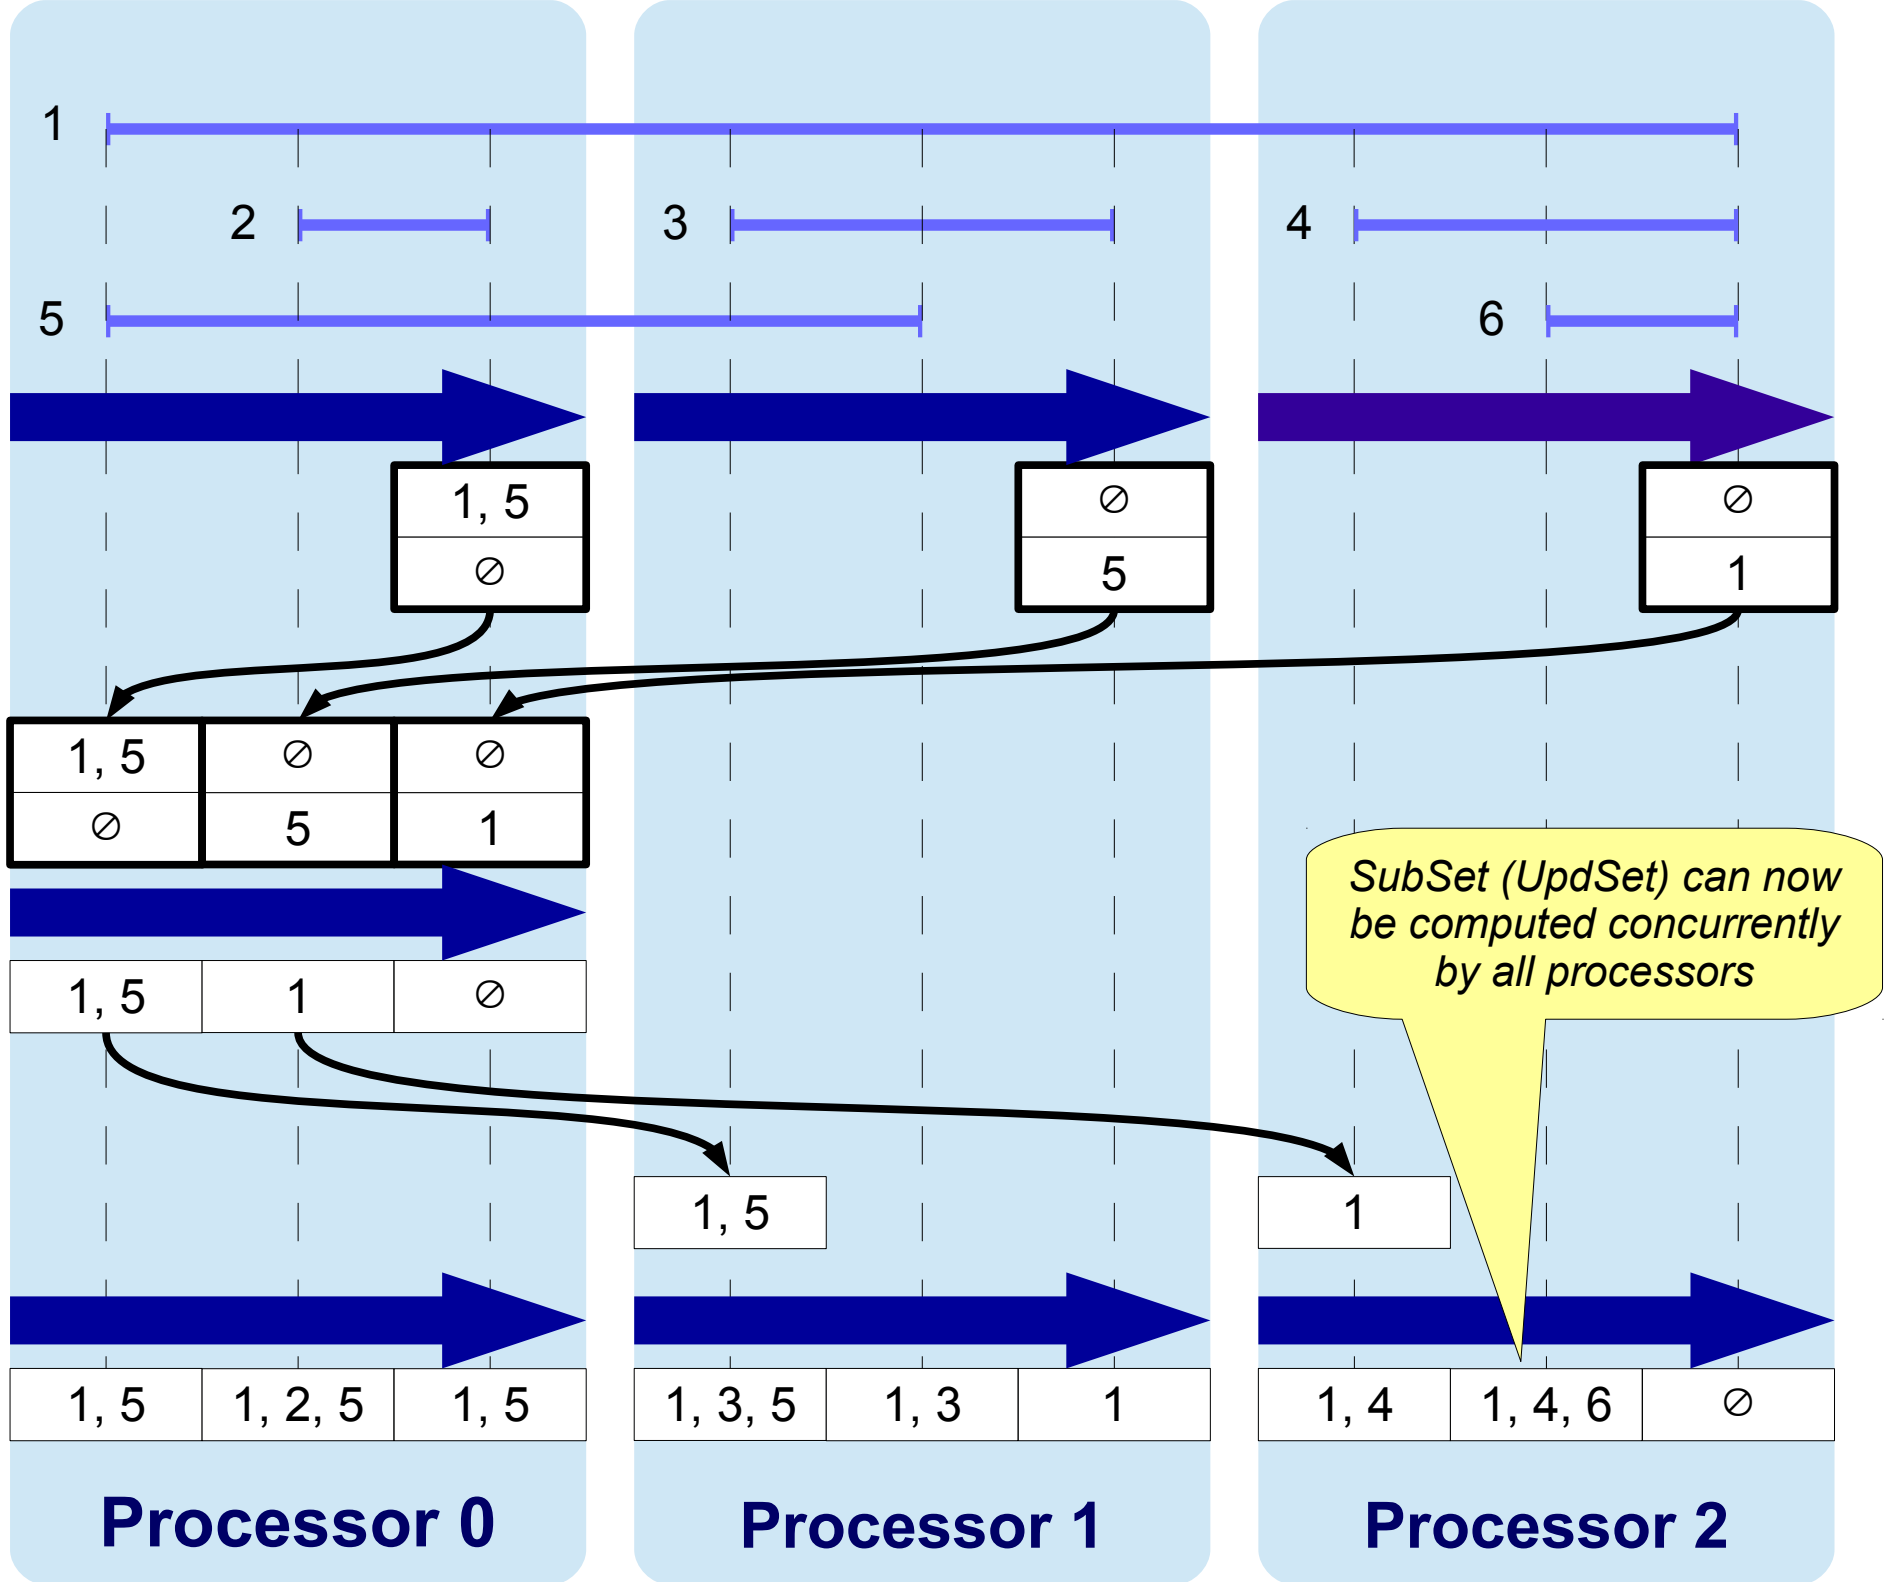 1
2 3 4
5 6
1, 5 ∅ ∅
∅ 5 1
1, 5 ∅ ∅
∅ 5 1
SubSet (UpdSet) can now
be computed concurrently
by all processors
1, 5 1 ∅
1, 5 1
1, 5 1, 2, 5 1, 5 1, 3, 5 1, 3 1 1, 4 1, 4, 6 ∅
Processor 0 Processor 1 Processor 2